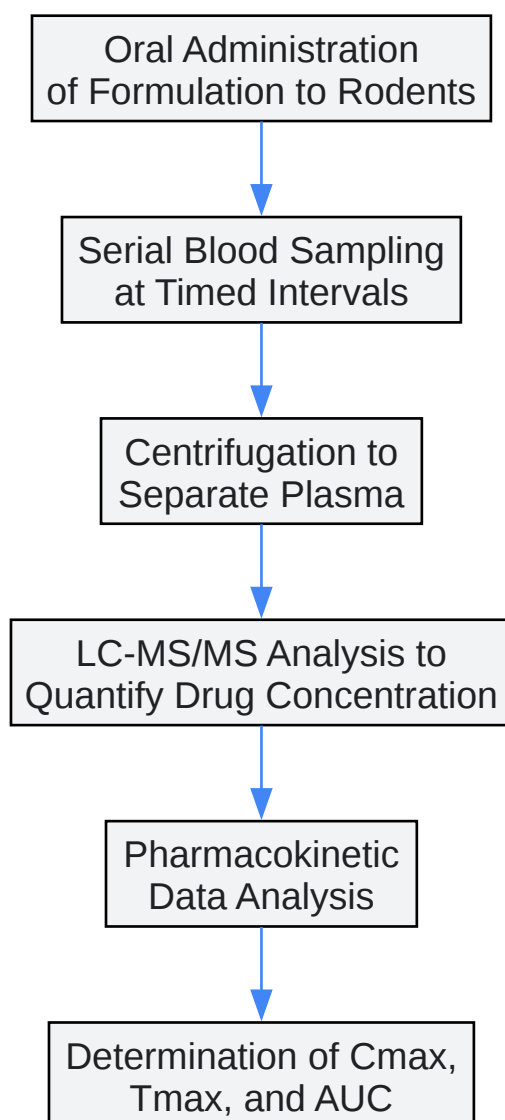 Oral Administration
of Formulation to Rodents
Serial Blood Sampling
at Timed Intervals
Centrifugation to
Separate Plasma
LC-MS/MS Analysis to
Quantify Drug Concentration
Pharmacokinetic
Data Analysis
Determination of Cmax,
Tmax, and AUC